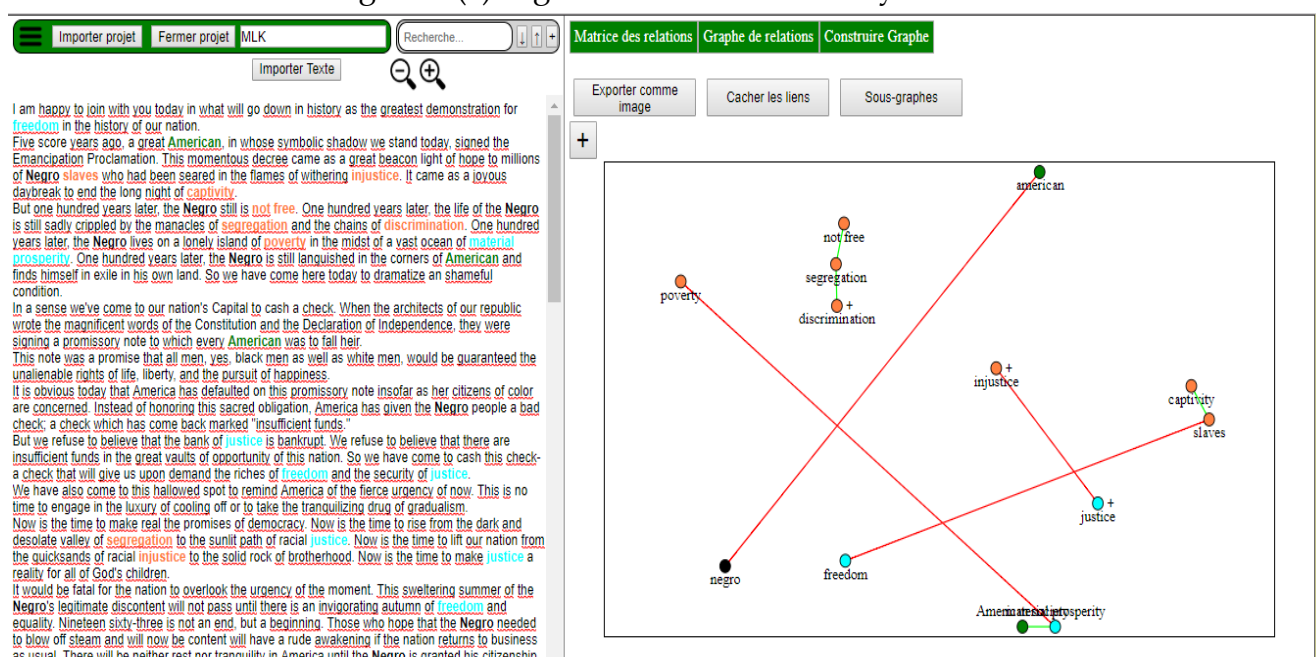 Importer projet Fermer projet MLK Recherche... ↓ ↑ +
Importer Texte
I am happy to join with you today in what will go down in history as the greatest demonstration for
freedom in the history of our nation.
Five score years ago, a great American, in whose symbolic shadow we stand today, signed the
Emancipation Proclamation. This momentous decree came as a great beacon light of hope to millions
of Negro slaves who had been seared in the flames of withering injustice. It came as a joyous
daybreak to end the long night of captivity.
But one hundred years later, the Negro still is not free. One hundred years later, the life of the Negro
is still sadly crippled by the manacles of segregation and the chains of discrimination. One hundred
years later, the Negro lives on a lonely island of poverty in the midst of a vast ocean of material
prosperity. One hundred years later, the Negro is still languished in the corners of American and
finds himself in exile in his own land. So we have come here today to dramatize an shameful
condition.
In a sense we've come to our nation's Capital to cash a check. When the architects of our republic
wrote the magnificent words of the Constitution and the Declaration of Independence, they were
signing a promissory note to which every American was to fall heir.
This note was a promise that all men, yes, black men as well as white men, would be guaranteed the
unalienable rights of life, liberty, and the pursuit of happiness.
It is obvious today that America has defaulted on this promissory note insofar as her citizens of color
are concerned. Instead of honoring this sacred obligation, America has given the Negro people a bad
check; a check which has come back marked "insufficient funds."
But we refuse to believe that the bank of justice is bankrupt. We refuse to believe that there are
insufficient funds in the great vaults of opportunity of this nation. So we have come to cash this check-
a check that will give us upon demand the riches of freedom and the security of justice.
We have also come to this hallowed spot to remind America of the fierce urgency of now. This is no
time to engage in the luxury of cooling off or to take the tranquilizing drug of gradualism.
Now is the time to make real the promises of democracy. Now is the time to rise from the dark and
desolate valley of segregation to the sunlit path of racial justice. Now is the time to lift our nation from
the quicksands of racial injustice to the solid rock of brotherhood. Now is the time to make justice a
reality for all of God's children.
It would be fatal for the nation to overlook the urgency of the moment. This sweltering summer of the
Negro's legitimate discontent will not pass until there is an invigorating autumn of freedom and
equality. Nineteen sixty-three is not an end, but a beginning. Those who hope that the Negro needed
to blow off steam and will now be content will have a rude awakening if the nation returns to business
as usual. There will be neither rest nor tranquility in America until the Negro is granted his citizenship
Matrice des relations Graphe de relations Construire Graphe
Exporter comme
image
Cacher les liens
Sous-graphes
+
american
not free
segregation
+
discrimination
poverty
+
injustice
captivity
slaves
+
justice
negro
freedom
prosperity